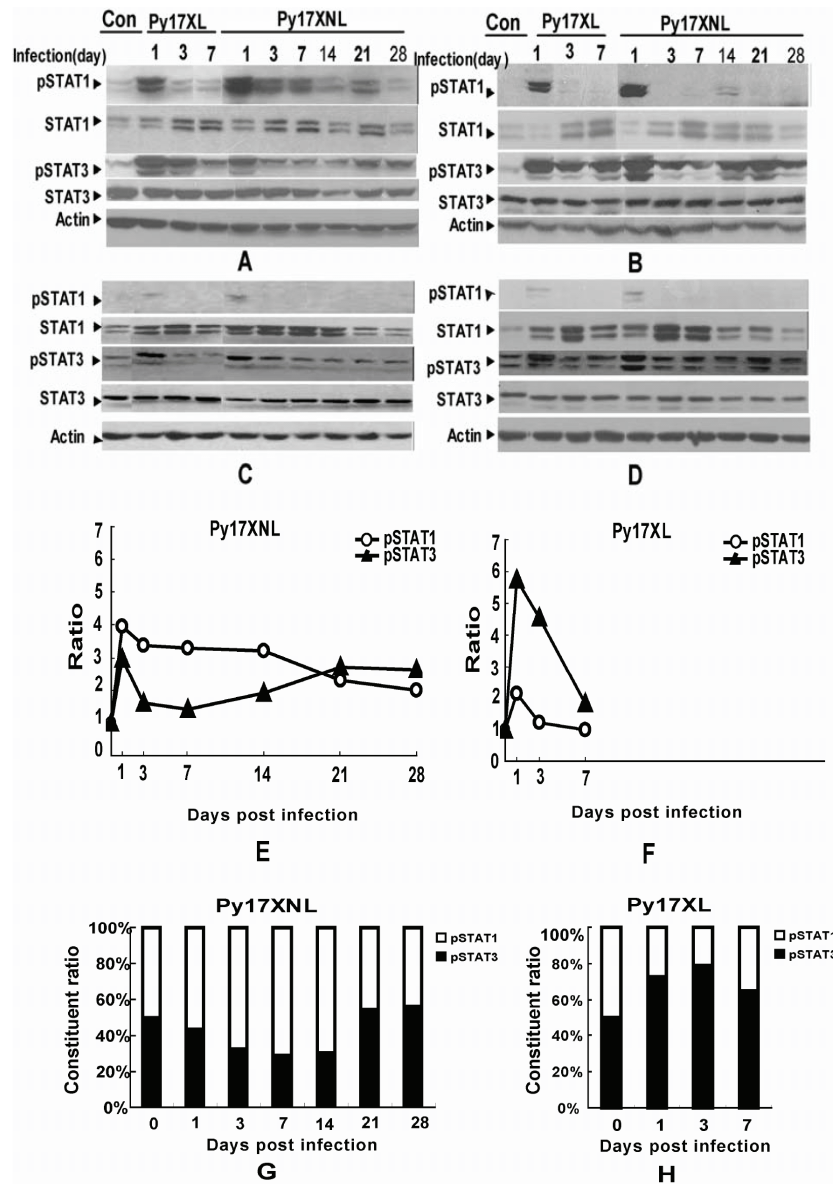 Con Py17XL Py17XNL
Infection(day) 1 3 7 1 3 7 14 21 28
pSTAT1
STAT1
pSTAT3
STAT3
Actin
A
Con Py17XL Py17XNL
Infection(day) 1 3 7 1 3 7 14 21 28
pSTAT1
STAT1
pSTAT3
STAT3
Actin
B
pSTAT1
STAT1
pSTAT3
STAT3
Actin
C
pSTAT1
STAT1
pSTAT3
STAT3
Actin
D
Py17XNL
pSTAT1
pSTAT3
Ratio
7
6
5
4
3
2
1
0
1 3 7 14 21 28
Days post infection
E
Py17XL
pSTAT1
pSTAT3
Ratio
7
6
5
4
3
2
1
0
1 3 7
Days post infection
F
Py17XNL
pSTAT1
pSTAT3
Constituent ratio
100%
80%
60%
40%
20%
0%
0 1 3 7 14 21 28
Days post infection
G
Py17XL
pSTAT1
pSTAT3
Constituent ratio
100%
80%
60%
40%
20%
0%
0 1 3 7
Days post infection
H